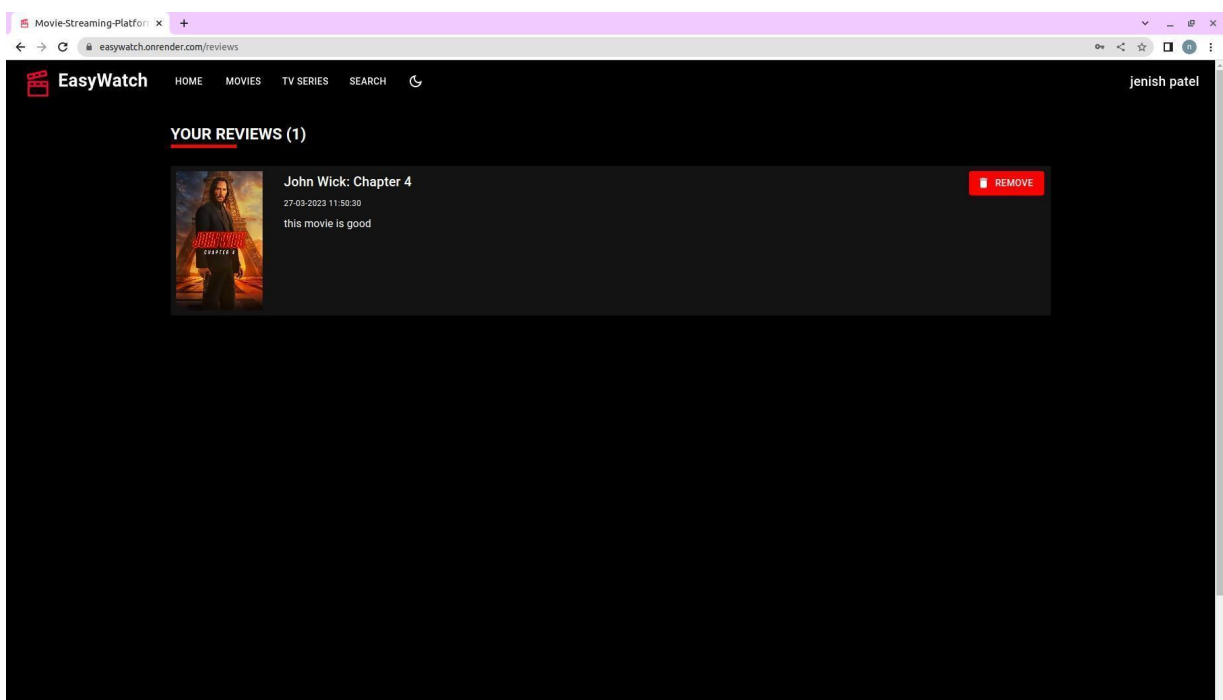 Movie-Streaming-Platfor
easywatch.onrender.com/reviews
n
EasyWatch HOME MOVIES TV SERIES SEARCH jenish patel
YOUR REVIEWS (1)
John Wick: Chapter 4
REMOVE
27-03-2023 11:50:30
this movie is good
JOHN WICK
CHAPTER 4